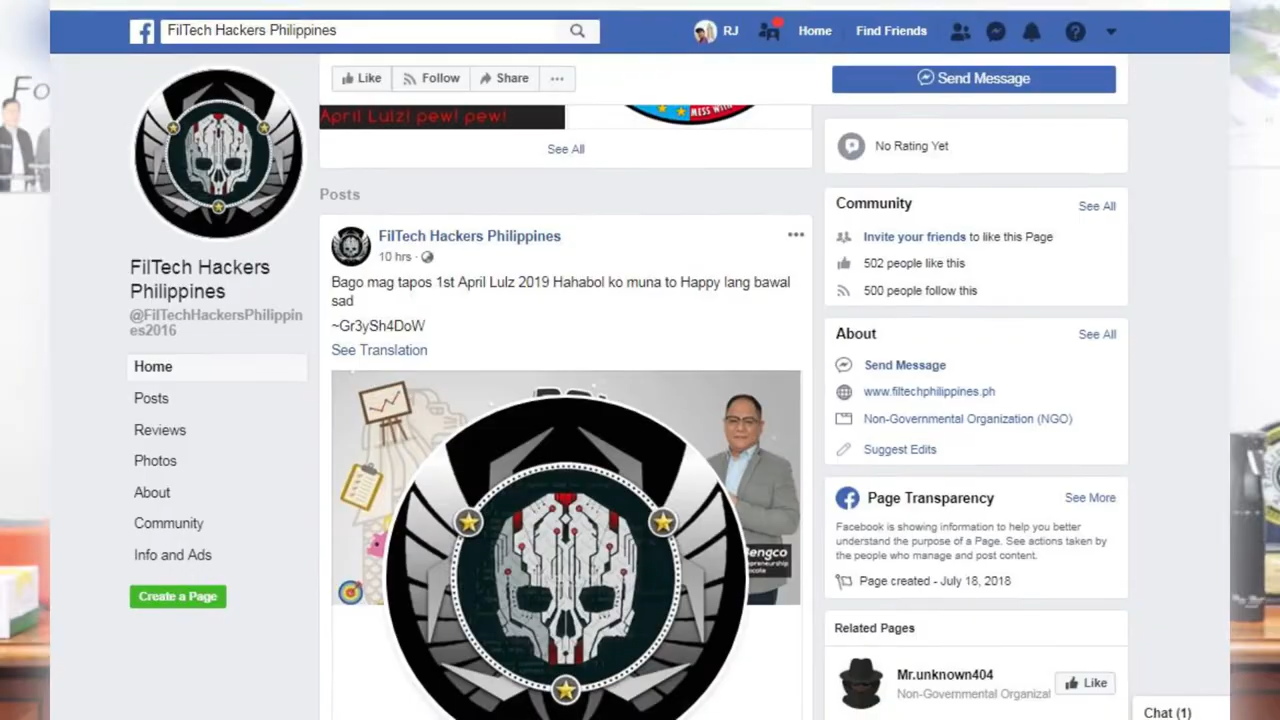 FilTech Hackers Philippines
RJ
Home
Find Friends
Fo
Like
Follow
Share
Send Message
April Lulz! pew! pew!
MESS WITH
See All
No Rating Yet
Posts
Community
See All
FilTech Hackers Philippines
10 hrs ·
Invite your friends to like this Page
502 people like this
500 people follow this
Bago mag tapos 1st April Lulz 2019 Hahabol ko muna to Happy lang bawal
sad
~Gr3ySh4DoW
See Translation
FilTech Hackers
Philippines
@FilTechHackersPhilippin
es2016
Home
Posts
Reviews
Photos
About
Community
Info and Ads
Create a Page
About
See All
Send Message
www.filtechphilippines.ph
Non-Governmental Organization (NGO)
Suggest Edits
Page Transparency
See More
Facebook is showing information to help you better
understand the purpose of a Page. See actions taken by
the people who manage and post content.
Page created - July 18, 2018
Related Pages
Mr.unknown404
Non-Governmental Organizal
Like
Chat (1)